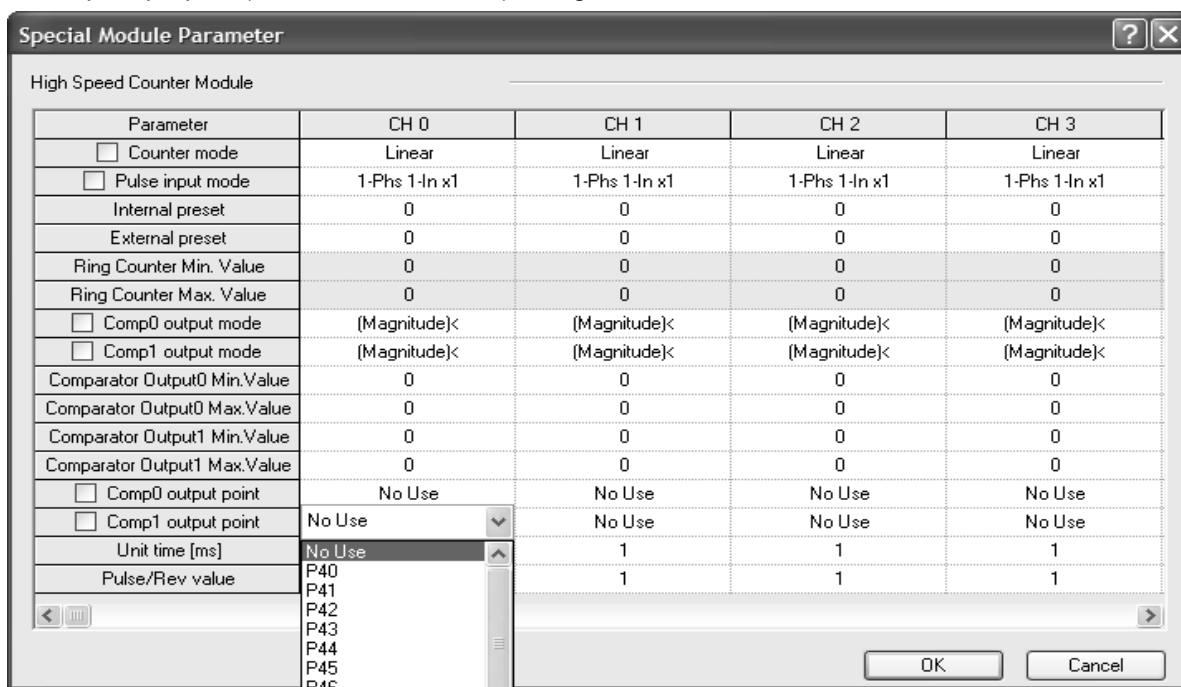 Special Module Parameter
High Speed Counter Module
Parameter CH 0 CH 1 CH 2 CH 3
Counter mode Linear Linear Linear Linear
Pulse input mode 1-Phs 1-In x1 1-Phs 1-In x1 1-Phs 1-In x1 1-Phs 1-In x1
Internal preset 0 0 0 0
External preset 0 0 0 0
Ring Counter Min. Value 0 0 0 0
Ring Counter Max. Value 0 0 0 0
Comp0 output mode (Magnitude)< (Magnitude)< (Magnitude)< (Magnitude)<
Comp1 output mode (Magnitude)< (Magnitude)< (Magnitude)< (Magnitude)<
Comparator Output0 Min.Value 0 0 0 0
Comparator Output0 Max.Value 0 0 0 0
Comparator Output1 Min.Value 0 0 0 0
Comparator Output1 Max.Value 0 0 0 0
Comp0 output point No Use No Use No Use No Use
Comp1 output point No Use No Use No Use No Use
Unit time [ms] No Use 1 1 1
Pulse/Rev value P40 1 1 1
P41
P42
P43
P44
P45
OK Cancel